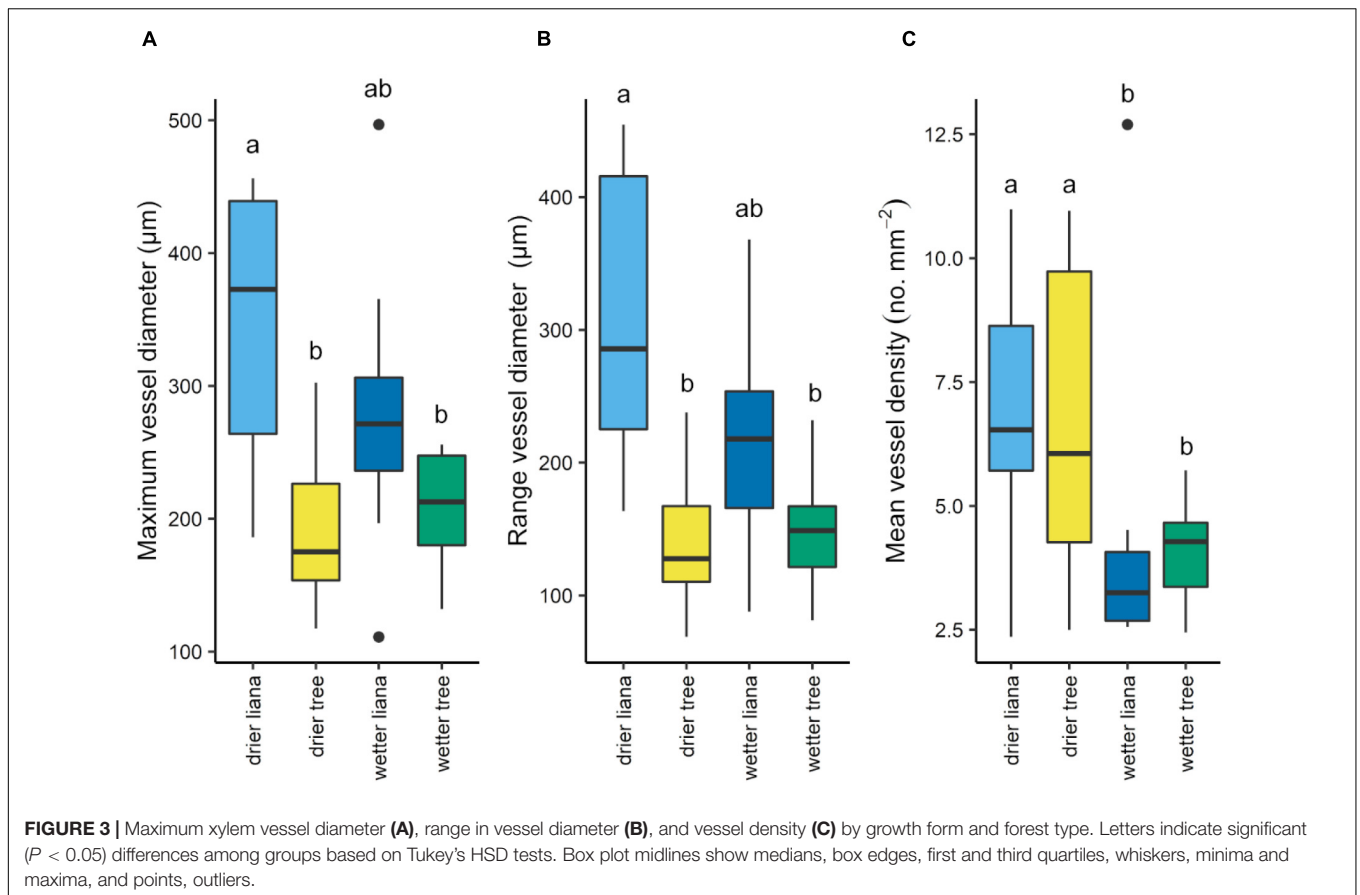 A
B
C
Maximum vessel diameter (µm)
500
400
300
200
100
a
b
ab
b
drier liana
drier tree
wetter liana
wetter tree
Range vessel diameter (µm)
400
300
200
100
a
b
ab
b
drier liana
drier tree
wetter liana
wetter tree
Mean vessel density (no. mm⁻²)
12.5
10.0
7.5
5.0
2.5
a
a
b
b
drier liana
drier tree
wetter liana
wetter tree
FIGURE 3 | Maximum xylem vessel diameter (A), range in vessel diameter (B), and vessel density (C) by growth form and forest type. Letters indicate significant
(P < 0.05) differences among groups based on Tukey's HSD tests. Box plot midlines show medians, box edges, first and third quartiles, whiskers, minima and
maxima, and points, outliers.